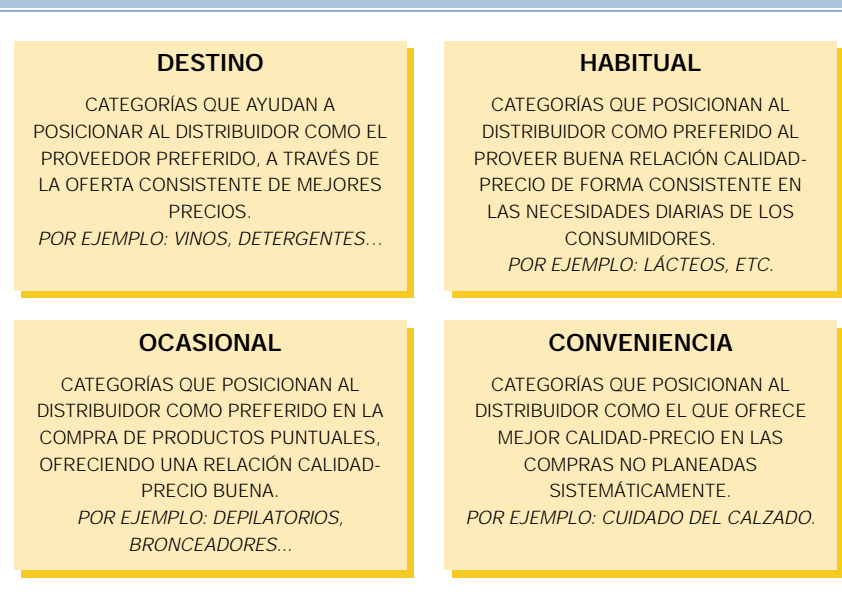 DESTINO
CATEGORÍAS QUE AYUDAN A
POSICIONAR AL DISTRIBUIDOR COMO EL
PROVEEDOR PREFERIDO, A TRAVÉS DE
LA OFERTA CONSISTENTE DE MEJORES
PRECIOS.
POR EJEMPLO: VINOS, DETERGENTES...
HABITUAL
CATEGORÍAS QUE POSICIONAN AL
DISTRIBUIDOR COMO PREFERIDO AL
PROVEER BUENA RELACIÓN CALIDAD-
PRECIO DE FORMA CONSISTENTE EN
LAS NECESIDADES DIARIAS DE LOS
CONSUMIDORES.
POR EJEMPLO: LÁCTEOS, ETC.
OCASIONAL
CATEGORÍAS QUE POSICIONAN AL
DISTRIBUIDOR COMO PREFERIDO EN LA
COMPRA DE PRODUCTOS PUNTUALES,
OFRECIENDO UNA RELACIÓN CALIDAD-
PRECIO BUENA.
POR EJEMPLO: DEPILATORIOS,
BRONCEADORES...
CONVENIENCIA
CATEGORÍAS QUE POSICIONAN AL
DISTRIBUIDOR COMO EL QUE OFRECE
MEJOR CALIDAD-PRECIO EN LAS
COMPRAS NO PLANEADAS
SISTEMÁTICAMENTE.
POR EJEMPLO: CUIDADO DEL CALZADO.